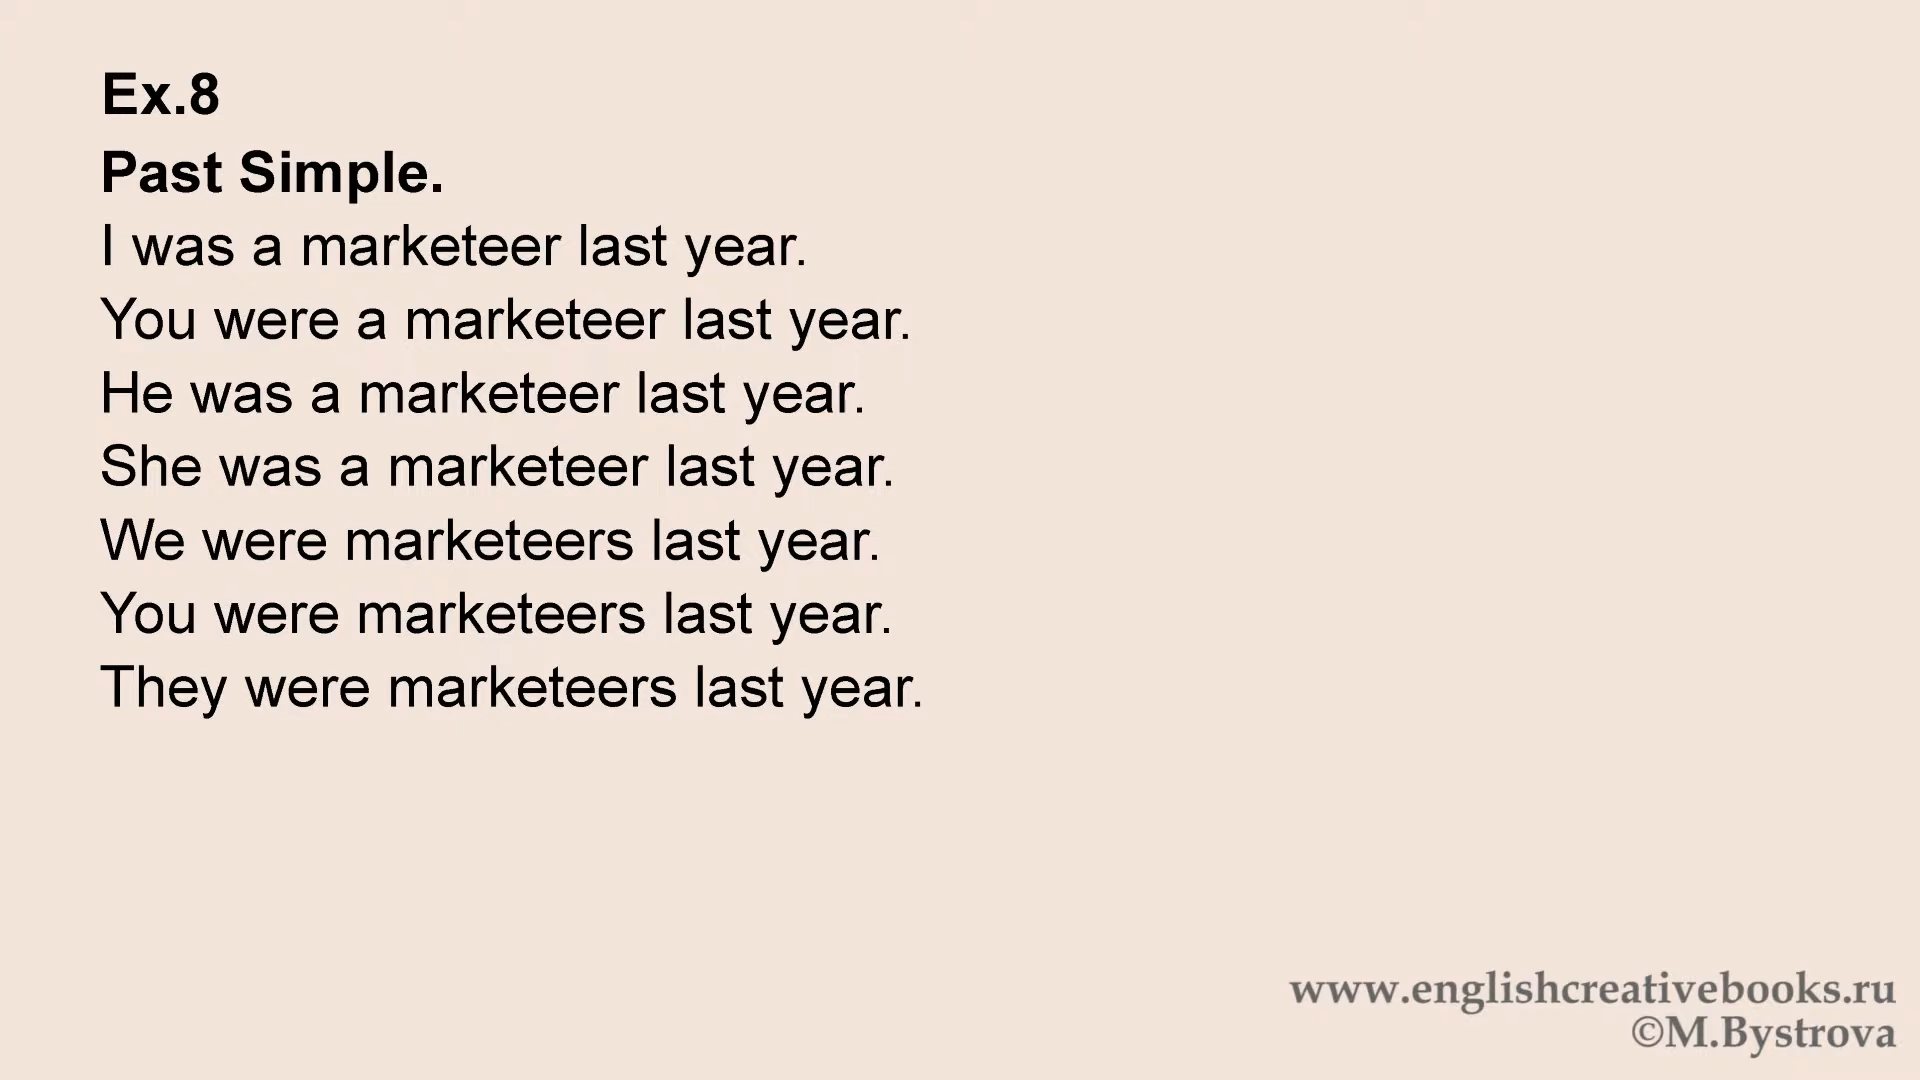 Ex.8
Past Simple.
I was a marketeer last year.
You were a marketeer last year.
He was a marketeer last year.
She was a marketeer last year.
We were marketeers last year.
You were marketeers last year.
They were marketeers last year.
www.englishcreativebooks.ru
©M.Bystrova